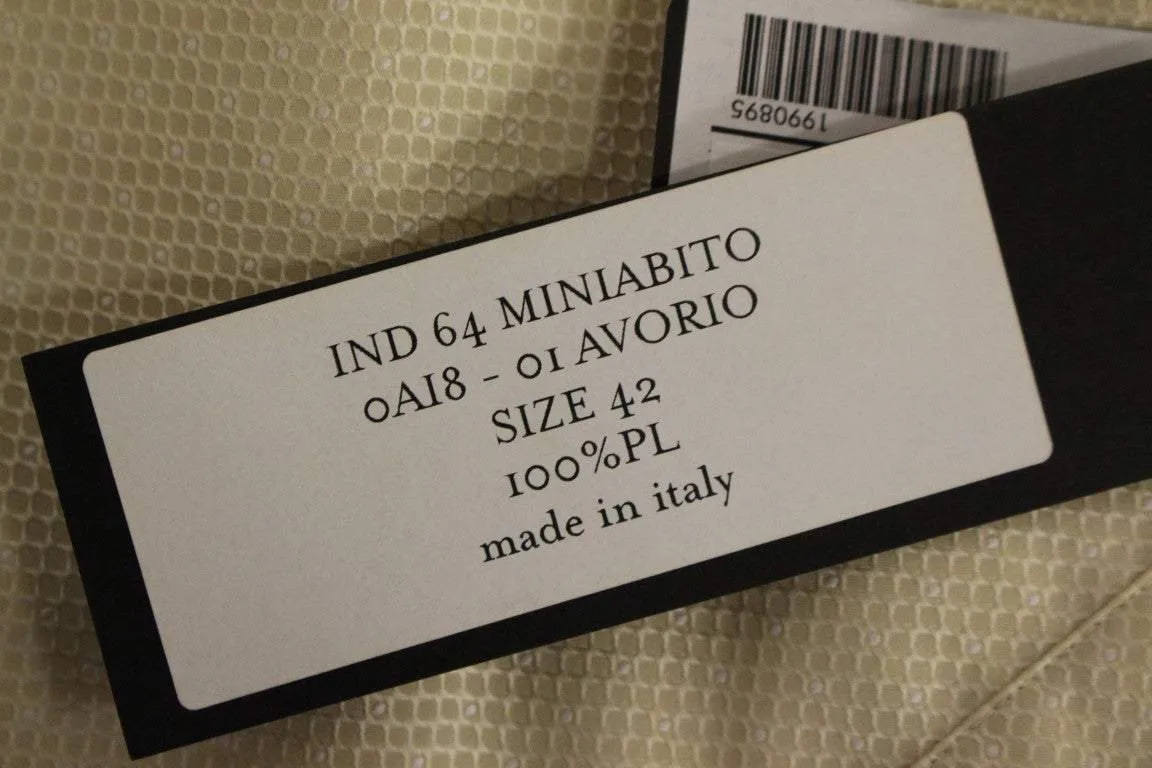 1990895
IND 64 MINIABITO
0AI8 - 01 AVORIO
SIZE 42
100%PL
made in italy